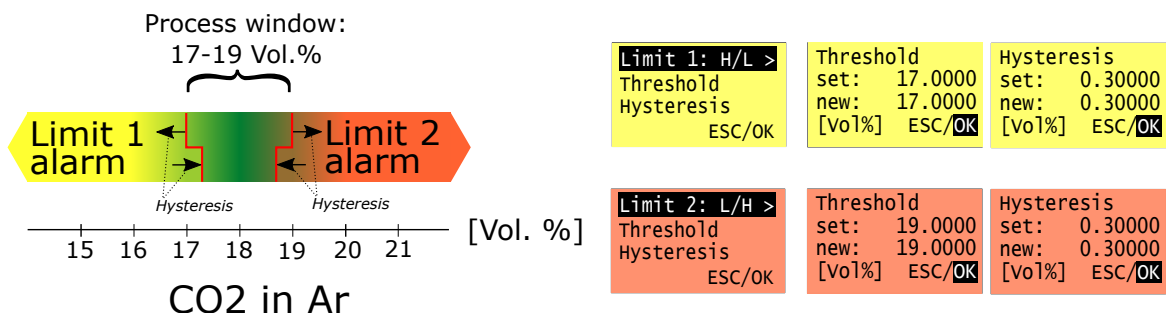 Process window:
17-19 Vol.%
Limit 1
alarm
Limit 2
alarm
Hysteresis
Hysteresis
15 16 17 18 19 20 21
[Vol. %]
CO2 in Ar
Limit 1: H/L >
Threshold
Hysteresis
ESC/OK
Threshold
set: 17.0000
new: 17.0000
[Vol%] ESC/OK
Hysteresis
set: 0.30000
new: 0.30000
[Vol%] ESC/OK
Limit 2: L/H >
Threshold
Hysteresis
ESC/OK
Threshold
set: 19.0000
new: 19.0000
[Vol%] ESC/OK
Hysteresis
set: 0.30000
new: 0.30000
[Vol%] ESC/OK